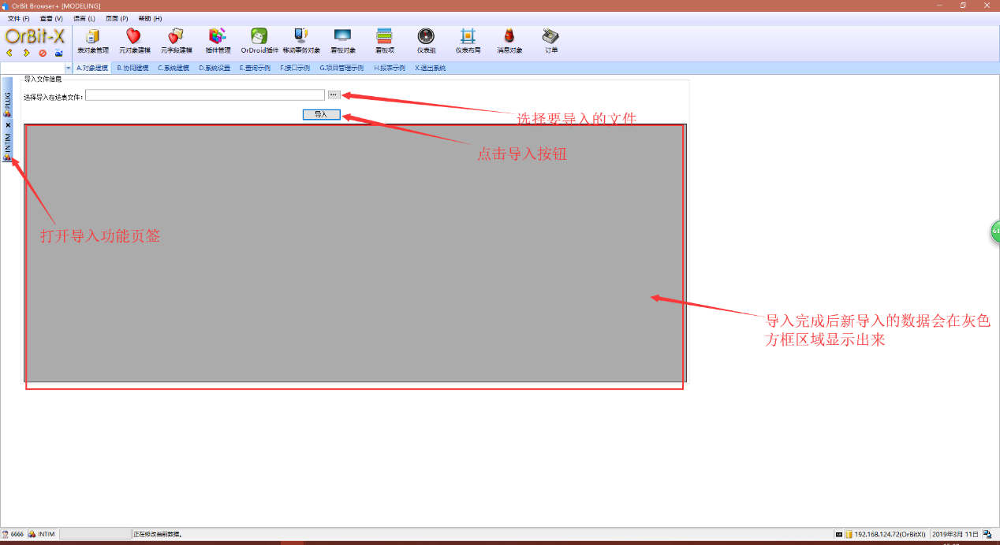 OrBit Browser+ [MODELING]
文件 (F) 查看 (V) 语言 (L) 页面 (P) 帮助 (H)
OrBit-X
表对象管理 元对象建模 元字段建模 插件管理 OrDroid插件 移动事务对象 看板对象 看板项 仪表组 仪表布局 消息对象 订单
A.对象建模 B.协同建模 C.系统建模 D.系统设置 E.查询示例 F.接口示例 G.项目管理示例 H.报表示例 X.退出系统
导入文件信息
选择导入在途表文件:
...
导入
PLUG
INTIM
选择要导入的文件
点击导入按钮
打开导入功能页签
61
导入完成后新导入的数据会在灰色
方框区域显示出来
6666 INTIM 正在修改当前数据。 192.168.124.72(OrBitXI) 2019年3月 11日